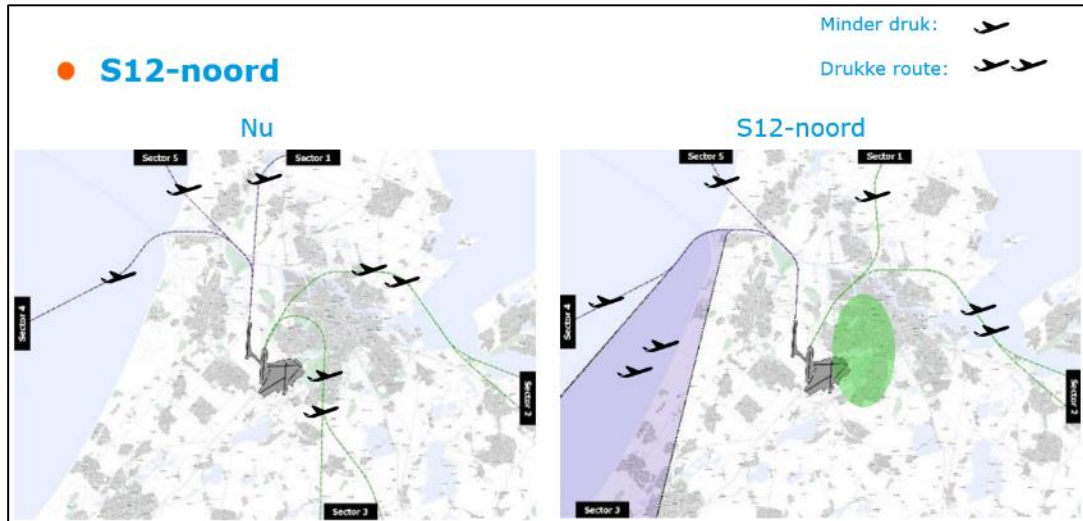 Minder druk:
Drukke route:
S12-noord
Nu
S12-noord
Sector 5
Sector 1
Sector 4
Sector 2
Sector 3
Sector 5
Sector 1
Sector 4
Sector 2
Sector 3